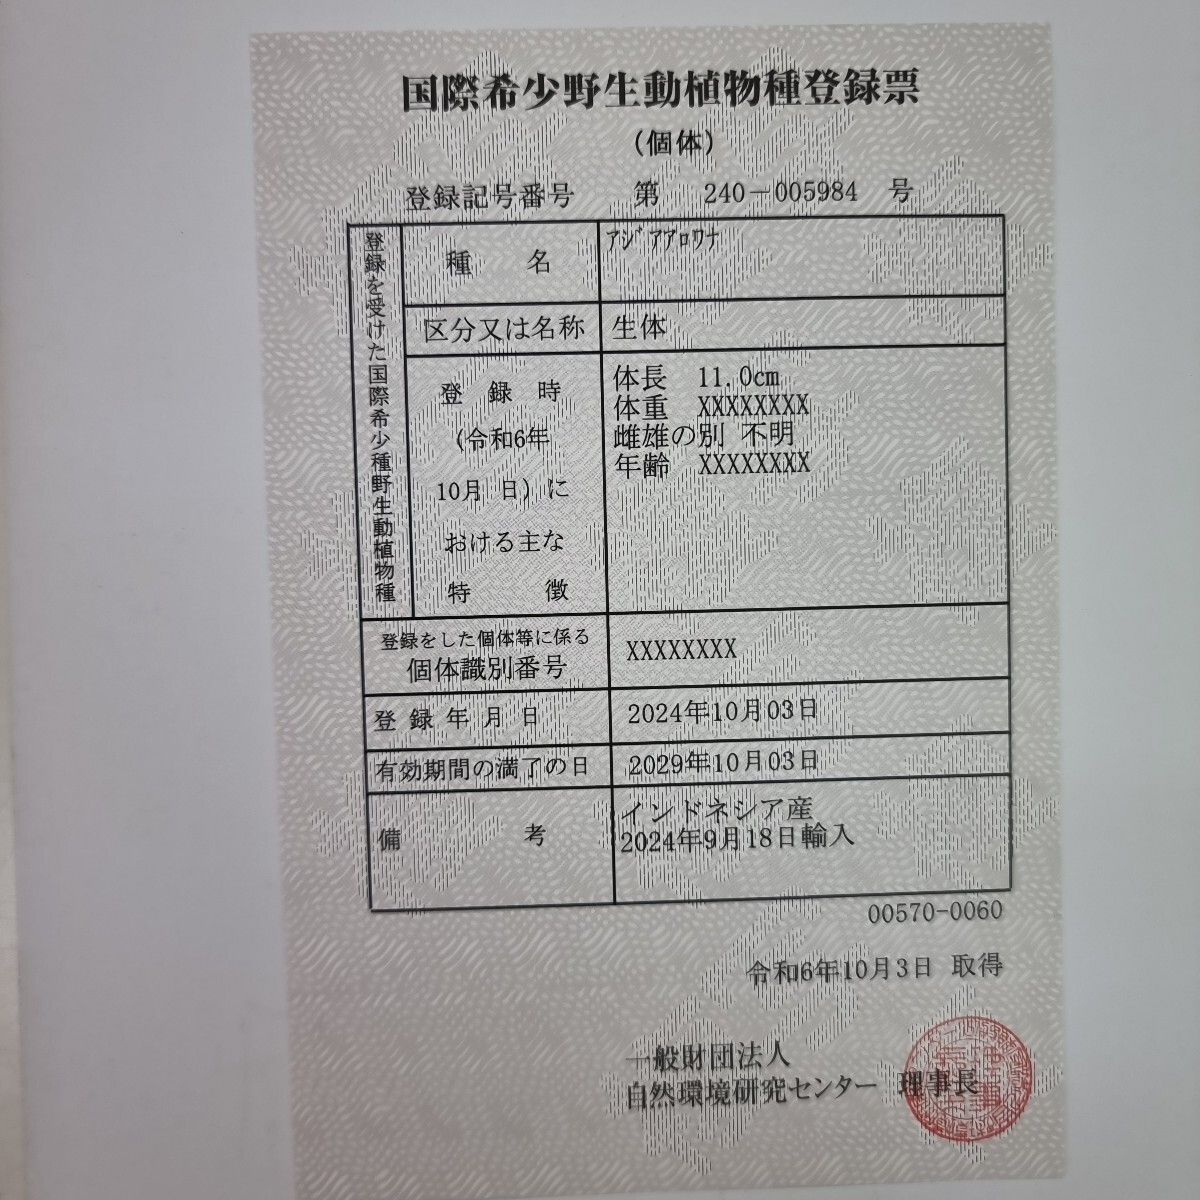 国際希少野生動植物種登録票
(個体)
登録記号番号 第 240－005984 号
登録を受けた国際希少種野生動植物種
種 名
ｱｼﾞｱｱﾛﾜﾅ
区分又は名称
生体
登 録 時
(令和6年
10月 日)に
おける主な
特 徴
体長 11.0cm
体重 XXXXXXXX
雌雄の別 不明
年齢 XXXXXXXX
登録をした個体等に係る
個体識別番号
XXXXXXXX
登 録 年 月 日
2024年10月03日
有効期間の満了の日
2029年10月03日
備 考
インドネシア産
2024年9月18日輸入
00570-0060
令和6年10月3日 取得
一般財団法人
自然環境研究センター 理事長